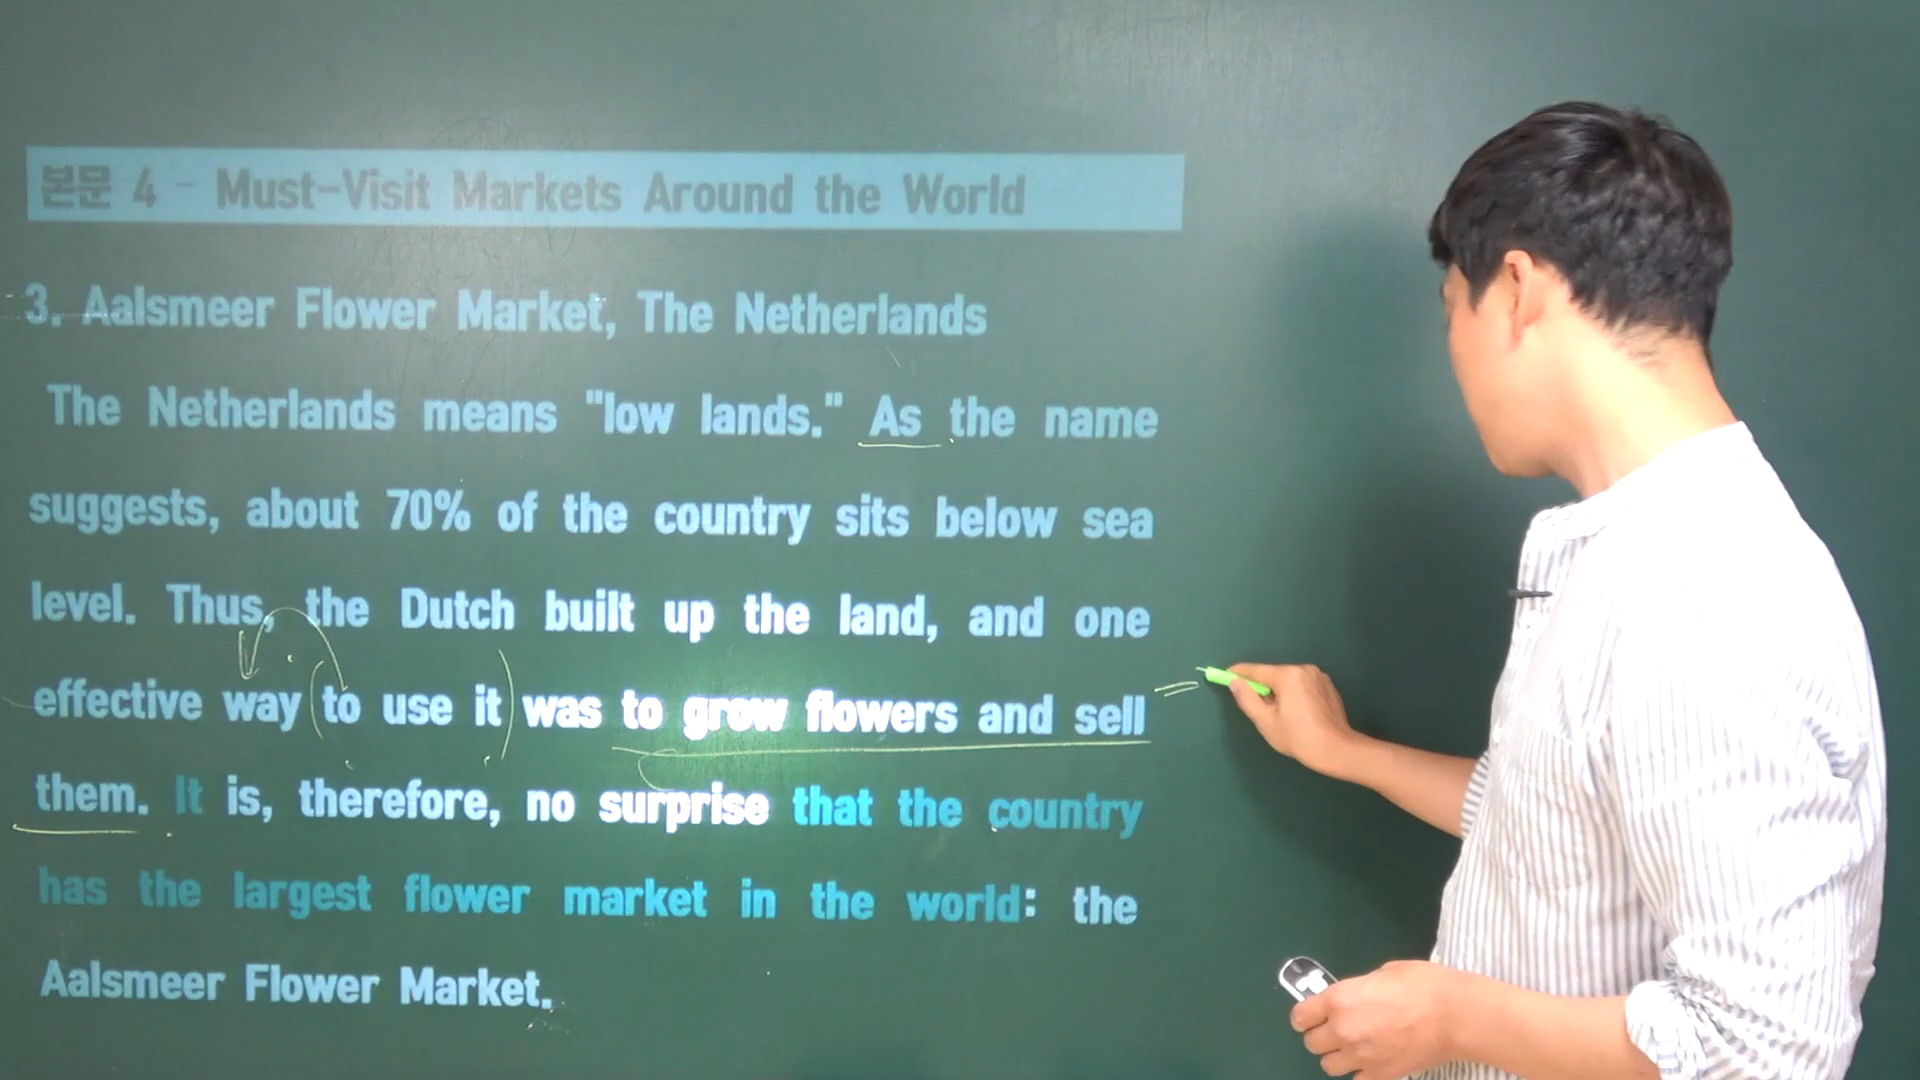 본문 4 - Must-Visit Markets Around the World
3. Aalsmeer Flower Market, The Netherlands
The Netherlands means "low lands." As the name
suggests, about 70% of the country sits below sea
level. Thus, the Dutch built up the land, and one
effective way (to use it) was to grow flowers and sell
them. It is, therefore, no surprise that the country
has the largest flower market in the world: the
Aalsmeer Flower Market.